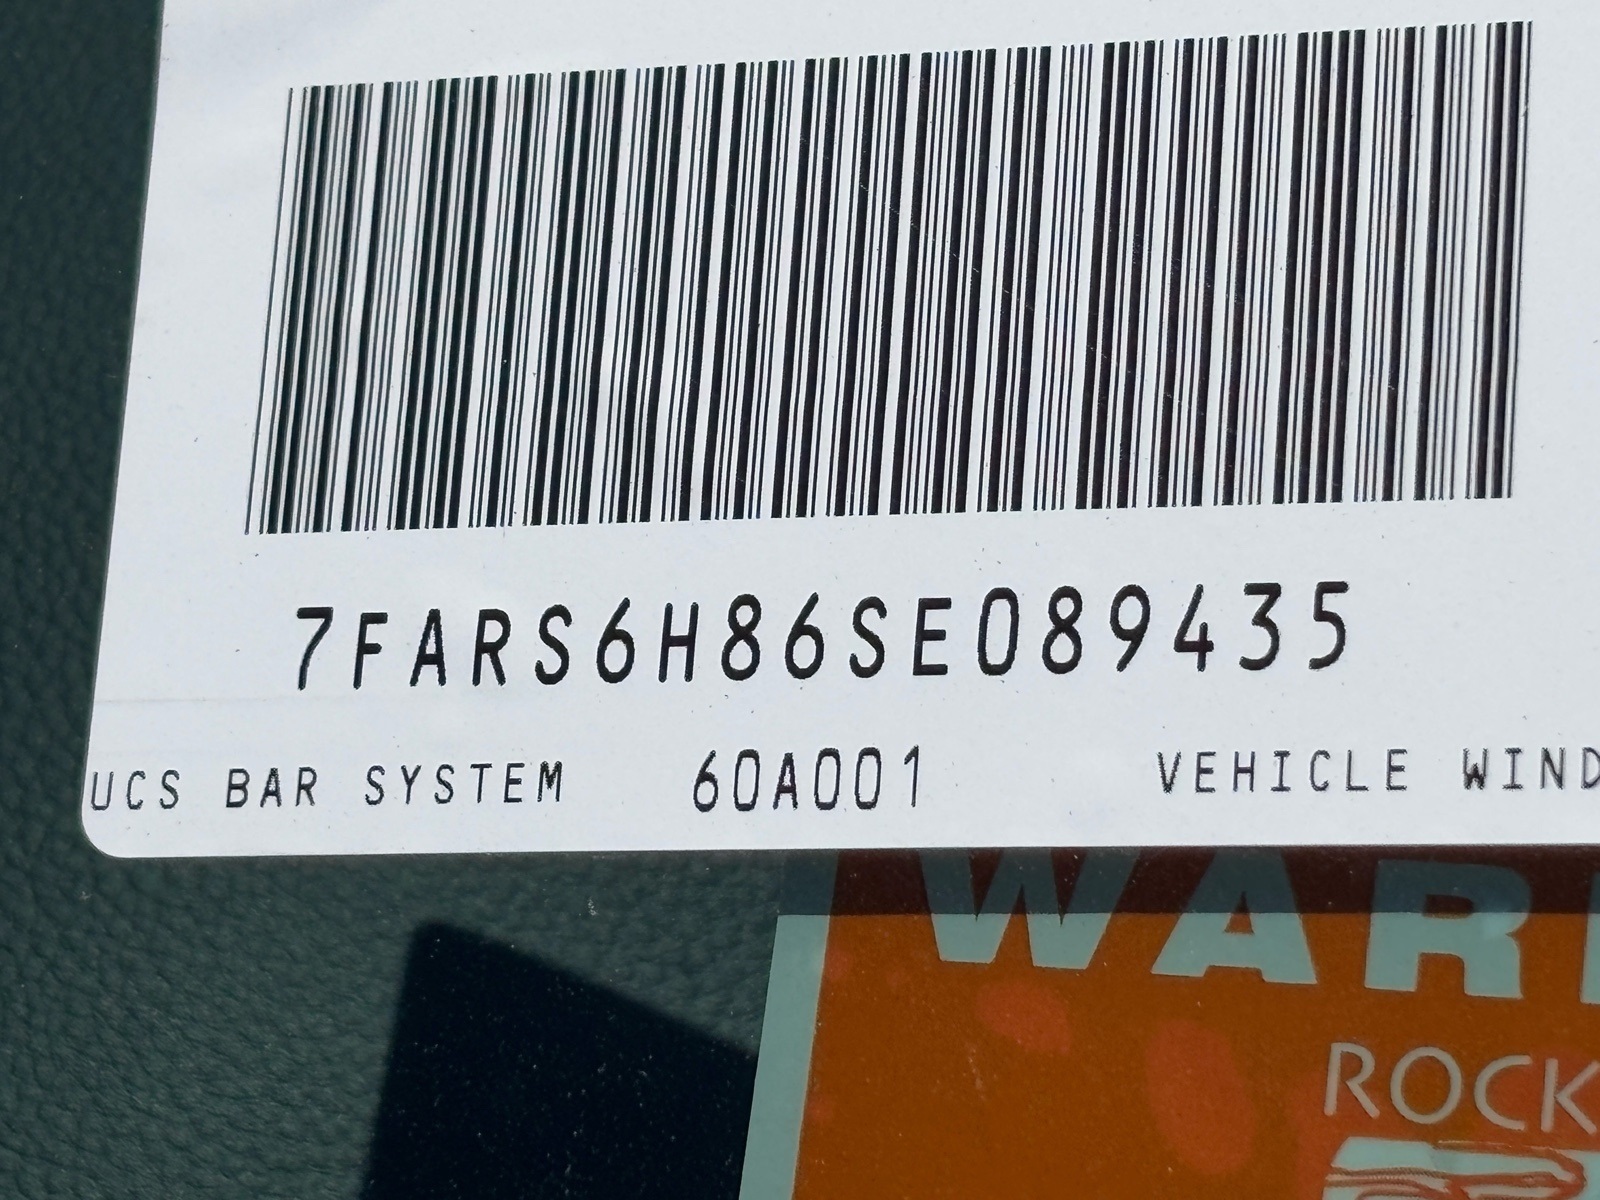 7FARS6H86SE089435
UCS BAR SYSTEM 60A001 VEHICLE WIND
WAR
ROCK